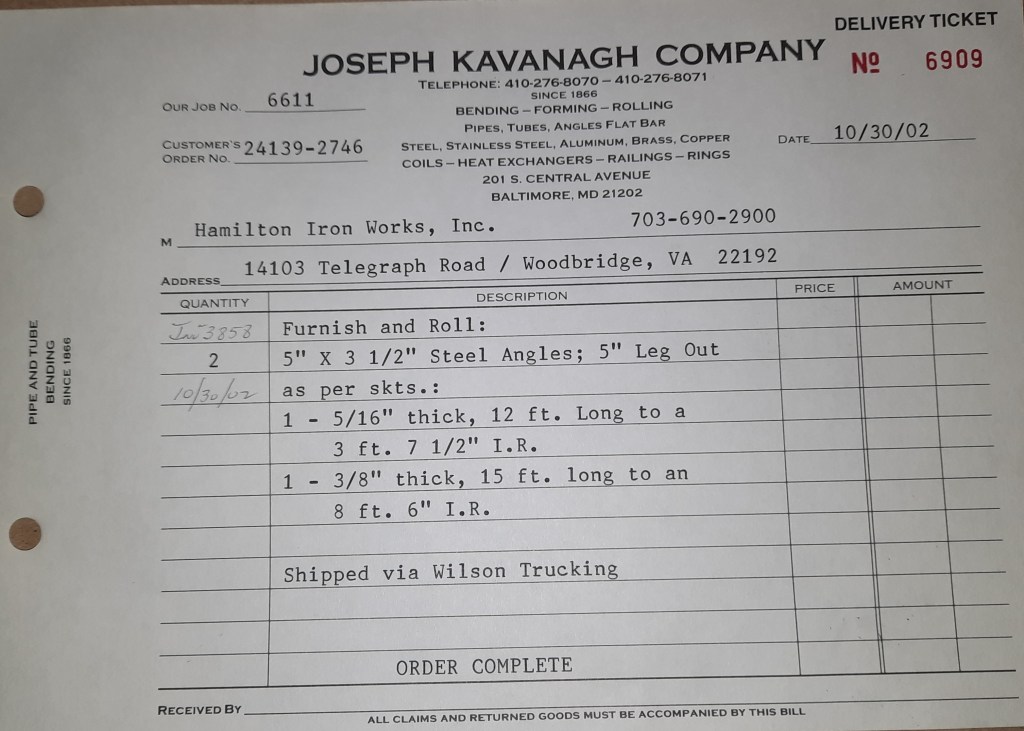 DELIVERY TICKET
JOSEPH KAVANAGH COMPANY
Nº 6909
TELEPHONE: 410-276-8070 – 410-276-8071
SINCE 1866
OUR JOB NO. 6611
BENDING – FORMING – ROLLING
PIPES, TUBES, ANGLES FLAT BAR
CUSTOMER'S ORDER NO. 24139-2746
STEEL, STAINLESS STEEL, ALUMINUM, BRASS, COPPER
DATE 10/30/02
COILS – HEAT EXCHANGERS – RAILINGS – RINGS
201 S. CENTRAL AVENUE
BALTIMORE, MD 21202
M Hamilton Iron Works, Inc. 703-690-2900
ADDRESS 14103 Telegraph Road / Woodbridge, VA 22192
QUANTITY DESCRIPTION PRICE AMOUNT
Inv 3858 Furnish and Roll:
2 5" X 3 1/2" Steel Angles; 5" Leg Out
10/30/02 as per skts.:
1 - 5/16" thick, 12 ft. Long to a
3 ft. 7 1/2" I.R.
1 - 3/8" thick, 15 ft. long to an
8 ft. 6" I.R.
Shipped via Wilson Trucking
ORDER COMPLETE
RECEIVED BY
ALL CLAIMS AND RETURNED GOODS MUST BE ACCOMPANIED BY THIS BILL
PIPE AND TUBE
BENDING
SINCE 1866